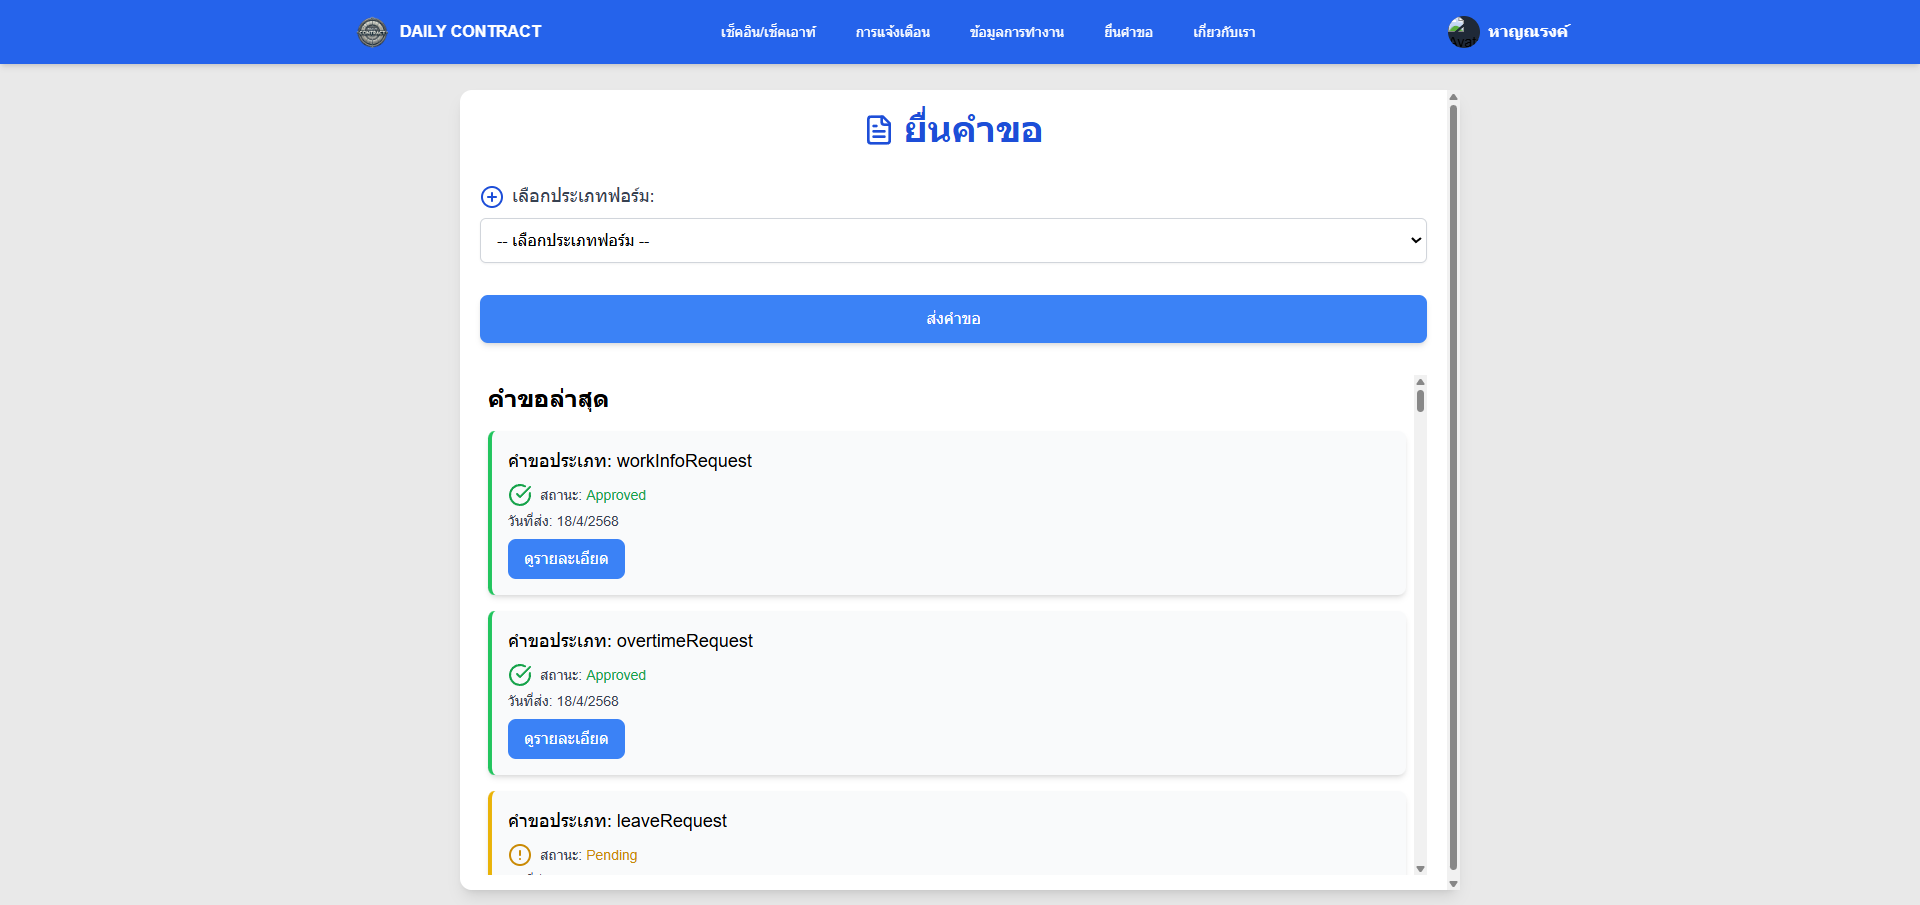 DAILY CONTRACT
เช็คอิน/เช็คเอาท์
การแจ้งเตือน
ข้อมูลการทำงาน
ยื่นคำขอ
เกี่ยวกับเรา
หาญณรงค์
ยื่นคำขอ
เลือกประเภทฟอร์ม:
-- เลือกประเภทฟอร์ม --
ส่งคำขอ
คำขอล่าสุด
คำขอประเภท: workInfoRequest
สถานะ: Approved
วันที่ส่ง: 18/4/2568
ดูรายละเอียด
คำขอประเภท: overtimeRequest
สถานะ: Approved
วันที่ส่ง: 18/4/2568
ดูรายละเอียด
คำขอประเภท: leaveRequest
สถานะ: Pending